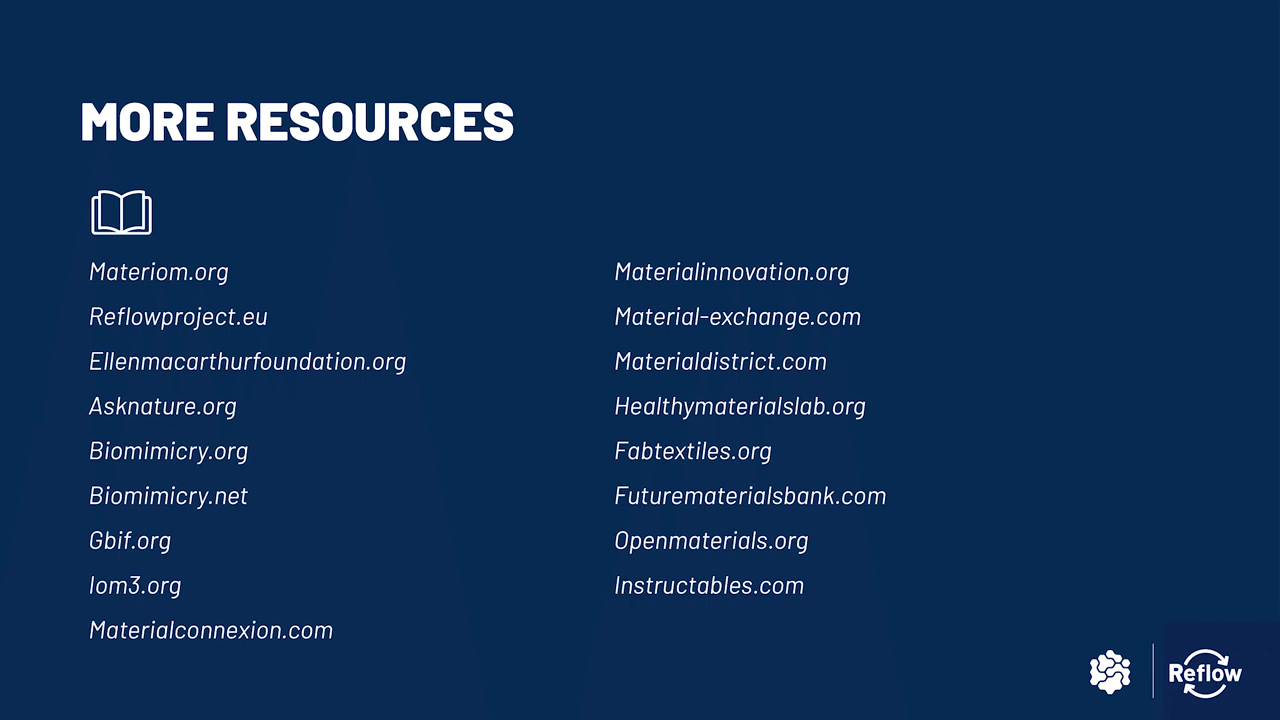 MORE RESOURCES
Materiom.org
Reflowproject.eu
Ellenmacarthurfoundation.org
Asknature.org
Biomimicry.org
Biomimicry.net
Gbif.org
Iom3.org
Materialconnexion.com
Materialinnovation.org
Material-exchange.com
Materialdistrict.com
Healthymaterialslab.org
Fabtextiles.org
Futurematerialsbank.com
Openmaterials.org
Instructables.com
Reflow